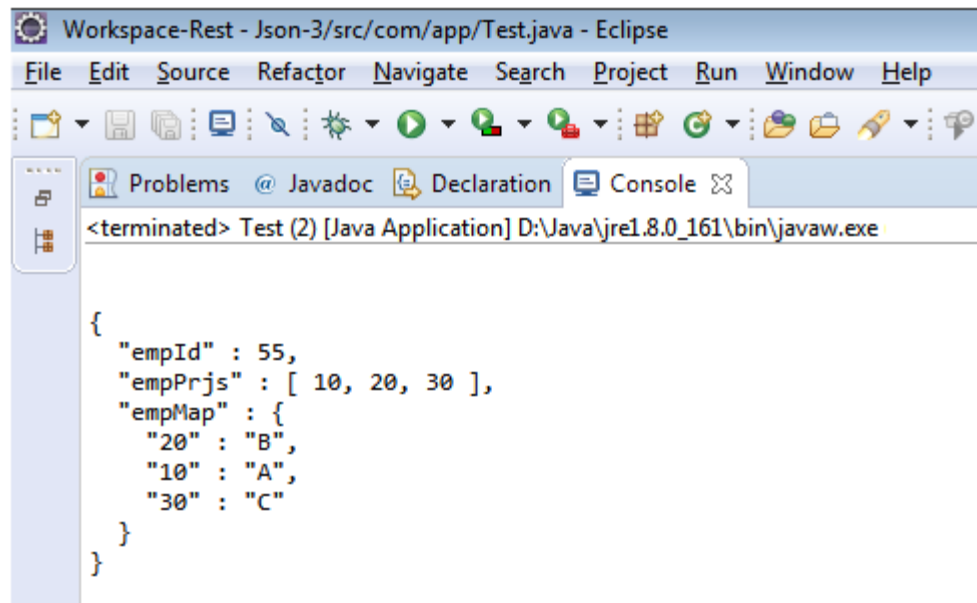 Workspace-Rest - Json-3/src/com/app/Test.java - Eclipse
File Edit Source Refactor Navigate Search Project Run Window Help
Problems @ Javadoc Declaration Console
<terminated> Test (2) [Java Application] D:\Java\jre1.8.0_161\bin\javaw.exe
{
  "empId" : 55,
  "empPrjs" : [ 10, 20, 30 ],
  "empMap" : {
    "20" : "B",
    "10" : "A",
    "30" : "C"
  }
}